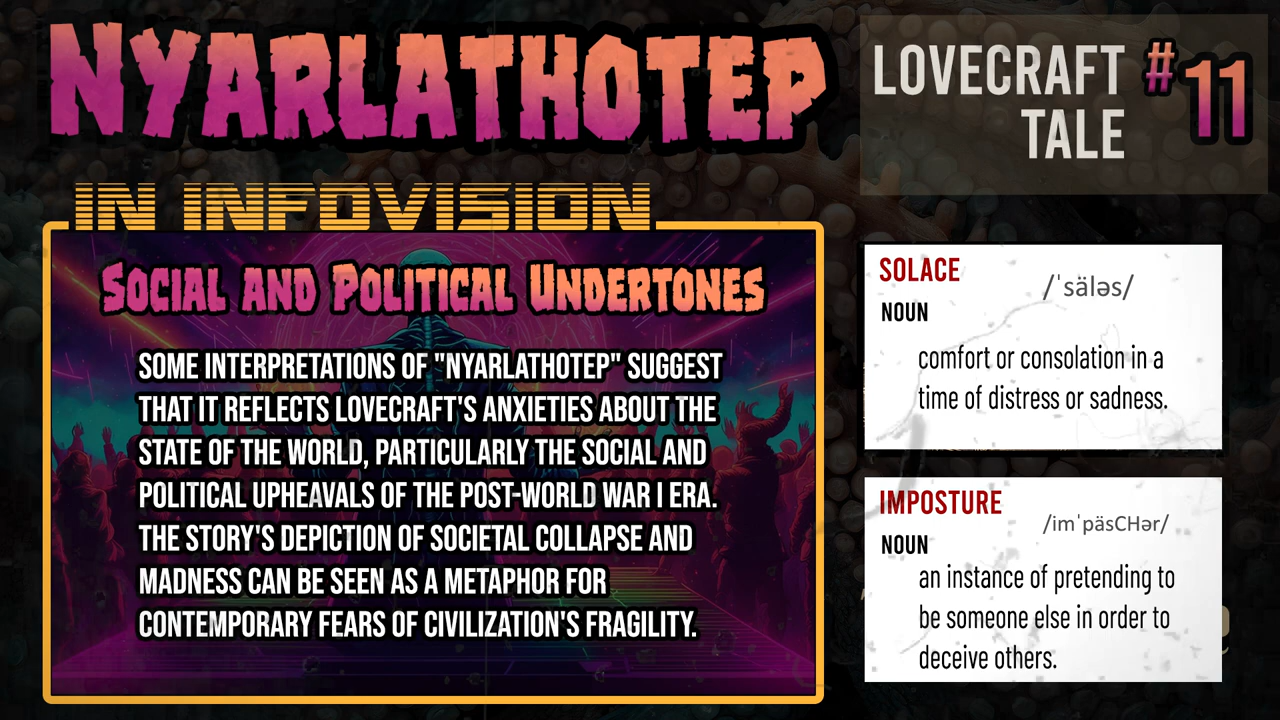 NYARLATHOTEP
LOVECRAFT
TALE
#11
IN INFOVISION
SOCIAL AND POLITICAL UNDERTONES
SOME INTERPRETATIONS OF "NYARLATHOTEP" SUGGEST
THAT IT REFLECTS LOVECRAFT'S ANXIETIES ABOUT THE
STATE OF THE WORLD, PARTICULARLY THE SOCIAL AND
POLITICAL UPHEAVALS OF THE POST-WORLD WAR I ERA.
THE STORY'S DEPICTION OF SOCIETAL COLLAPSE AND
MADNESS CAN BE SEEN AS A METAPHOR FOR
CONTEMPORARY FEARS OF CIVILIZATION'S FRAGILITY.
SOLACE
/ˈsäləs/
NOUN
comfort or consolation in a
time of distress or sadness.
IMPOSTURE
/imˈpäsCHər/
NOUN
an instance of pretending to
be someone else in order to
deceive others.